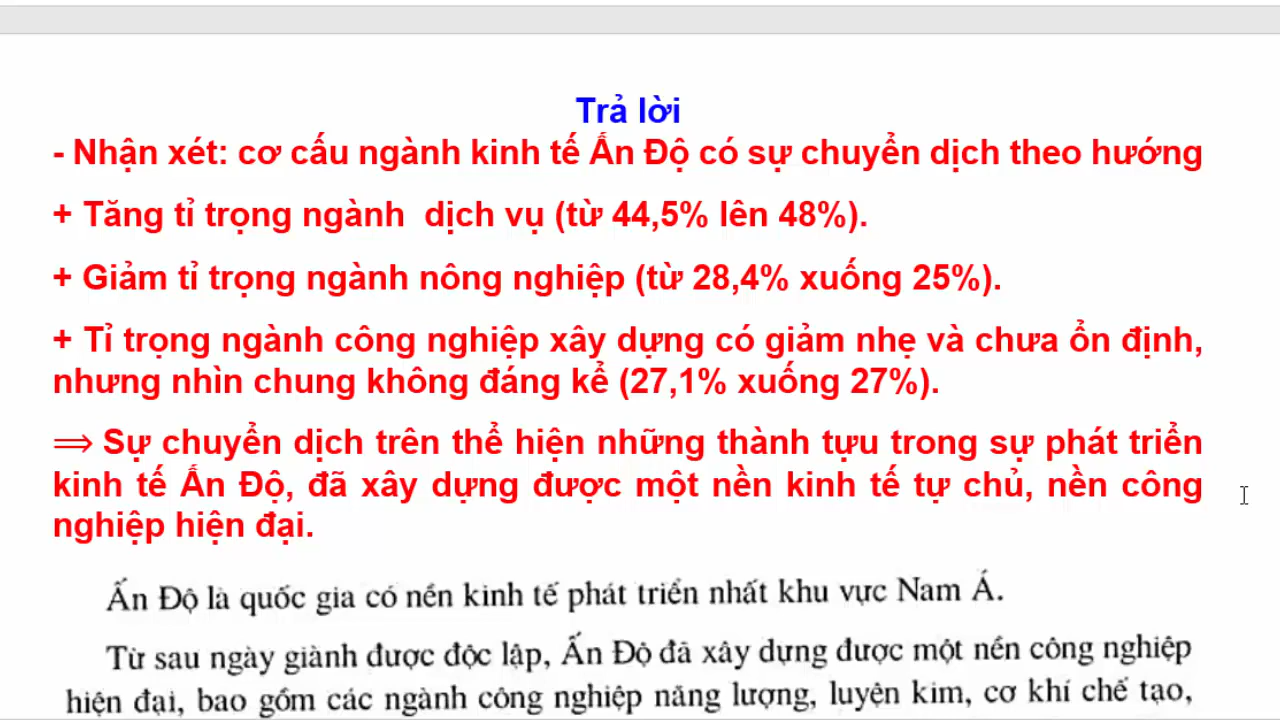 Trả lời
- Nhận xét: cơ cấu ngành kinh tế Ấn Độ có sự chuyển dịch theo hướng
+ Tăng tỉ trọng ngành dịch vụ (từ 44,5% lên 48%).
+ Giảm tỉ trọng ngành nông nghiệp (từ 28,4% xuống 25%).
+ Tỉ trọng ngành công nghiệp xây dựng có giảm nhẹ và chưa ổn định,
nhưng nhìn chung không đáng kể (27,1% xuống 27%).
⟹ Sự chuyển dịch trên thể hiện những thành tựu trong sự phát triển
kinh tế Ấn Độ, đã xây dựng được một nền kinh tế tự chủ, nền công
nghiệp hiện đại.
Ấn Độ là quốc gia có nền kinh tế phát triển nhất khu vực Nam Á.
Từ sau ngày giành được độc lập, Ấn Độ đã xây dựng được một nền công nghiệp
hiện đại, bao gồm các ngành công nghiệp năng lượng, luyện kim, cơ khí chế tạo,